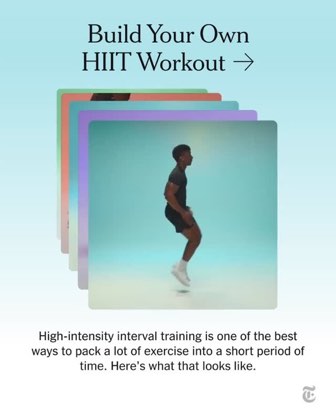 Build Your Own
HIIT Workout →
High-intensity interval training is one of the best
ways to pack a lot of exercise into a short period of
time. Here's what that looks like.
T